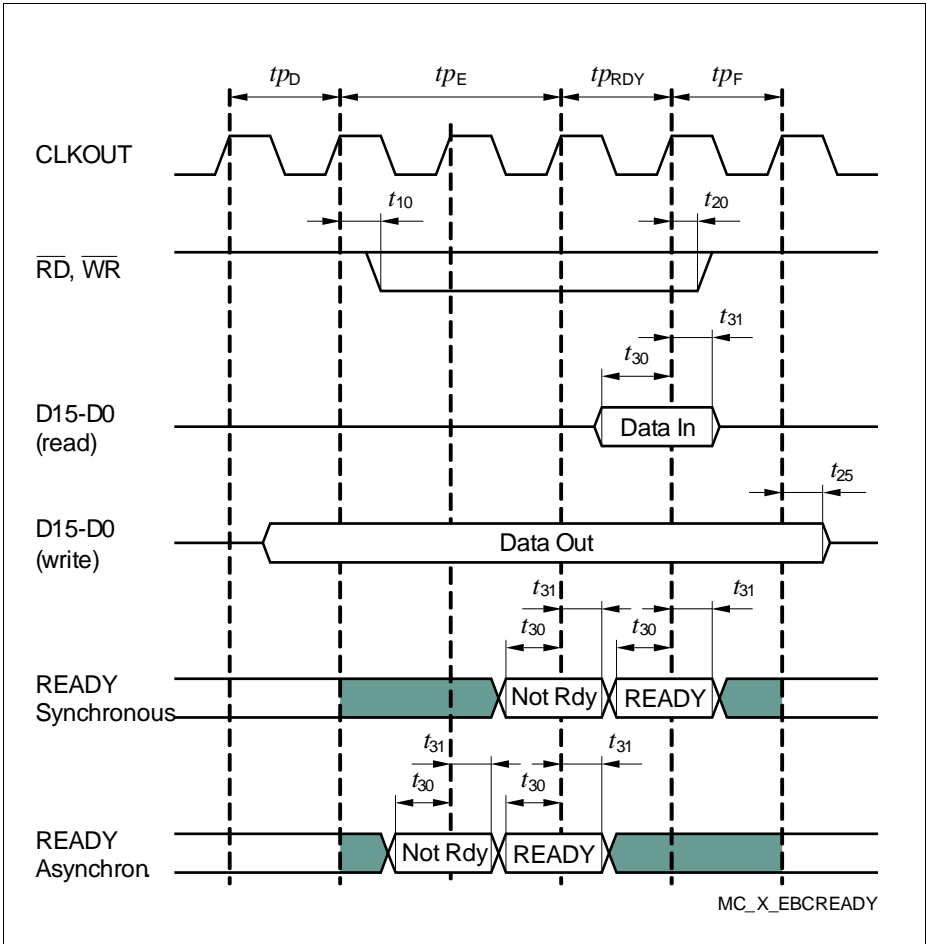 tpD tpE tpRDY tpF
CLKOUT
t10 t20
RD, WR
t31
t30
D15-D0
(read)
Data In
t25
D15-D0
(write)
Data Out
t31 t31
t30 t30
READY
Synchronous
Not Rdy READY
t31 t31
t30 t30
READY
Asynchron.
Not Rdy READY
MC_X_EBCREADY